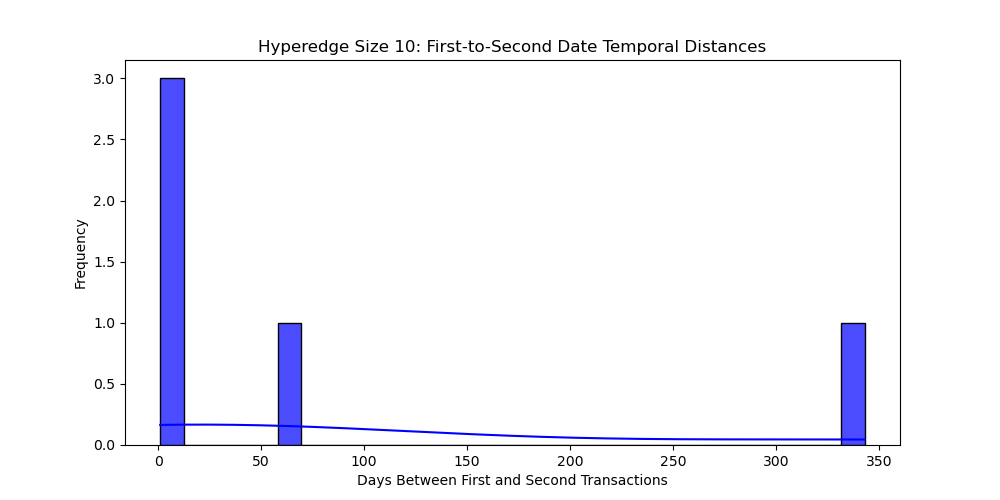 Hyperedge Size 10: First-to-Second Date Temporal Distances
3.0
2.5
2.0
1.5
1.0
0.5
0.0
Frequency
0 50 100 150 200 250 300 350
Days Between First and Second Transactions